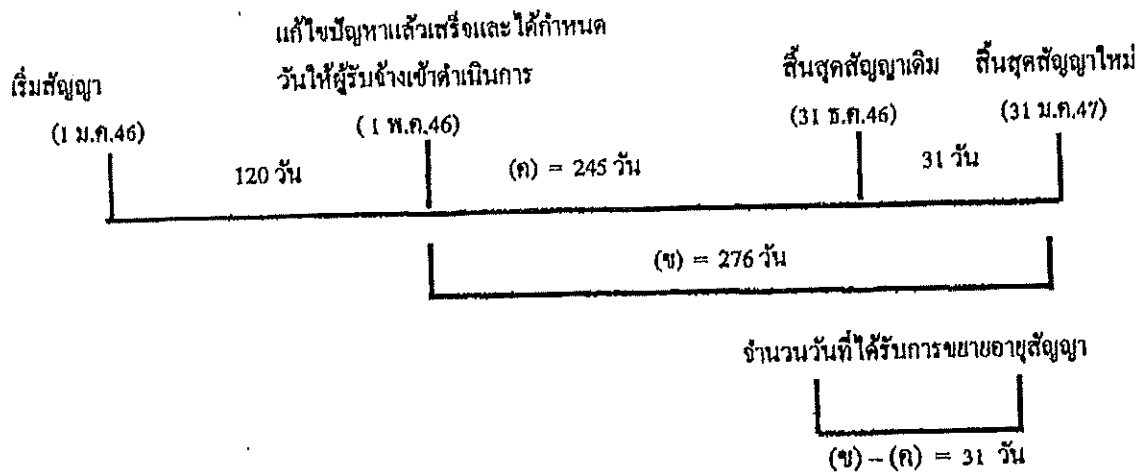 แก้ไขปัญหาแล้วเสร็จและได้กำหนด
วันให้ผู้รับจ้างเข้าดำเนินการ
เริ่มสัญญา
สิ้นสุดสัญญาเดิม
สิ้นสุดสัญญาใหม่
(1 ม.ค.46)
(1 พ.ค.46)
(31 ธ.ค.46)
(31 ม.ค.47)
120 วัน
(ค) = 245 วัน
31 วัน
(ข) = 276 วัน
จำนวนวันที่ได้รับการขยายอายุสัญญา
(ข) – (ค) = 31 วัน